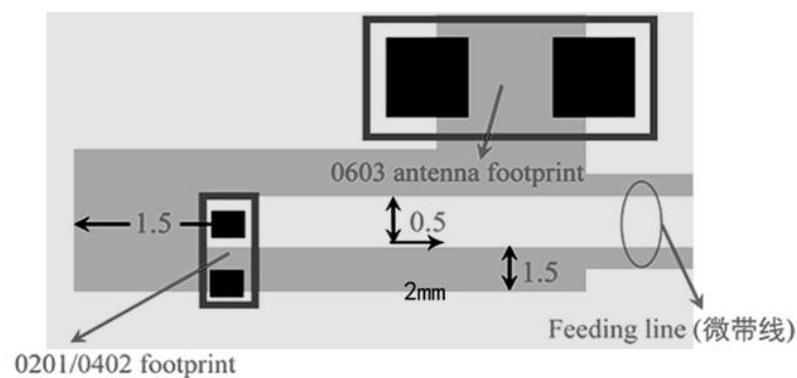 0603 antenna footprint
1.5
0.5
1.5
2mm
Feeding line (微带线)
0201/0402 footprint